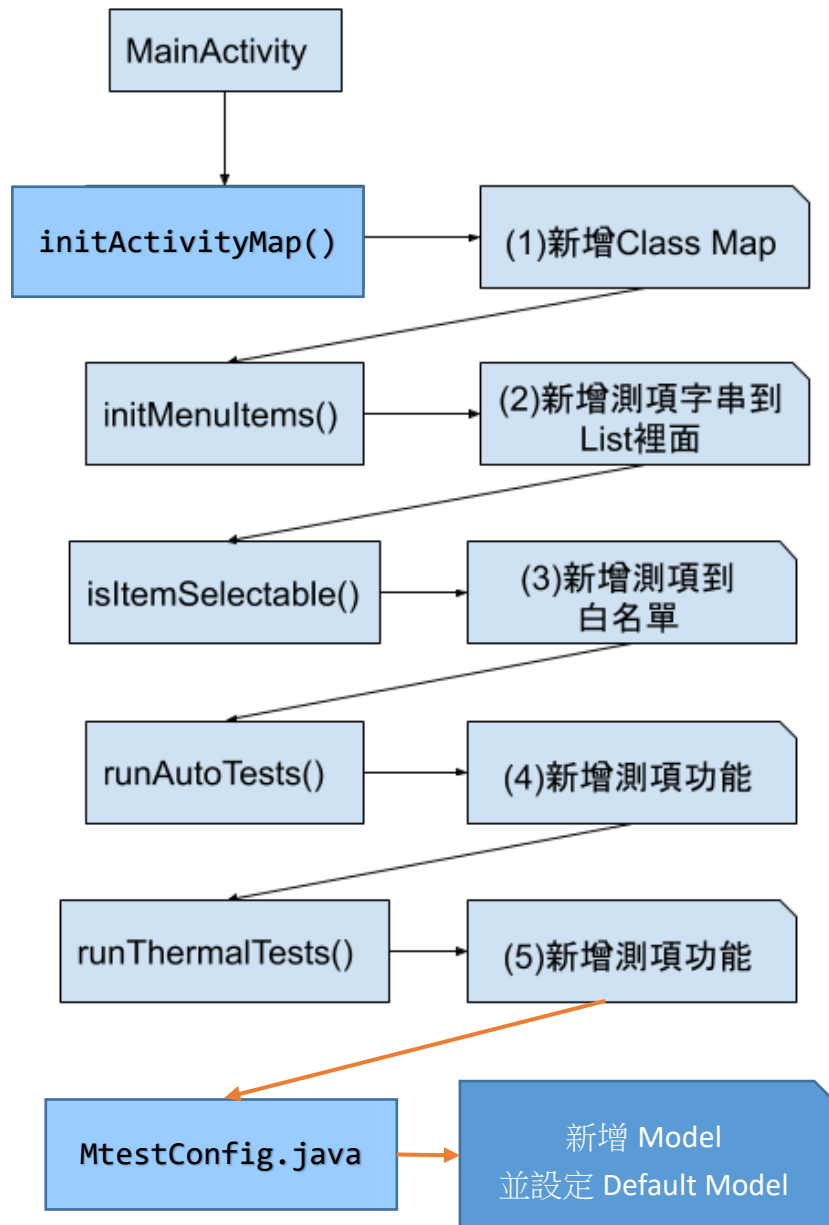 MainActivity
initActivityMap()
(1)新增Class Map
initMenuItems()
(2)新增測項字串到
List裡面
isItemSelectable()
(3)新增測項到
白名單
runAutoTests()
(4)新增測項功能
runThermalTests()
(5)新增測項功能
MtestConfig.java
新增 Model
並設定 Default Model